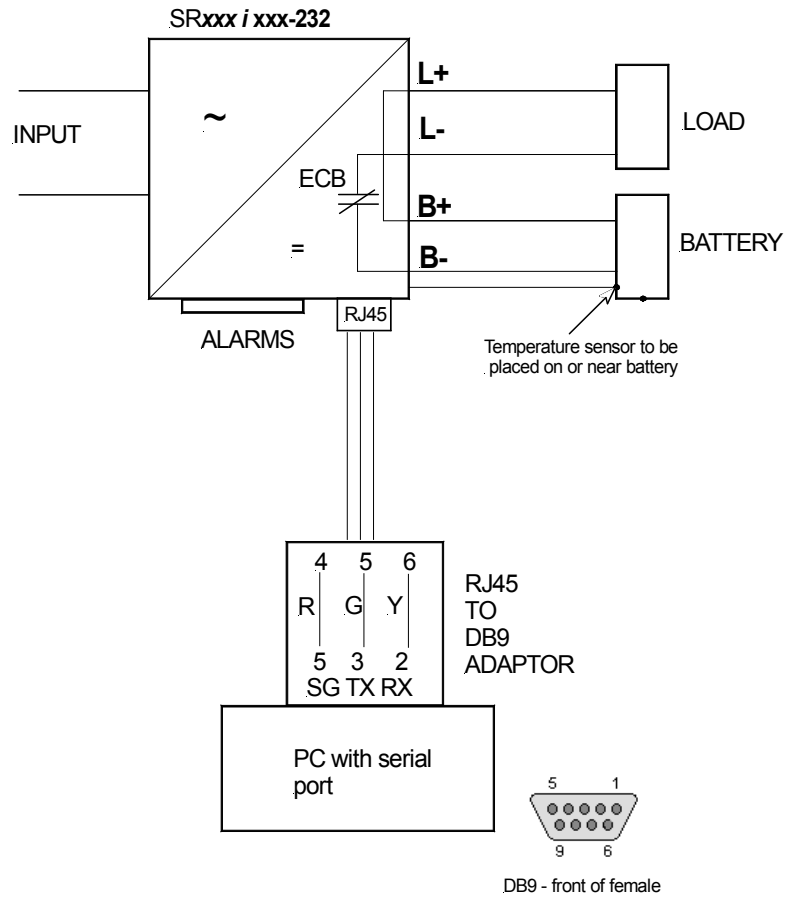 SRxxx i xxx-232
L+
INPUT
~
L-
LOAD
ECB
B+
BATTERY
=
B-
RJ45
ALARMS
Temperature sensor to be
placed on or near battery
4 5 6
R G Y
5 3 2
SG TX RX
RJ45
TO
DB9
ADAPTOR
PC with serial
port
5 1
9 6
DB9 - front of female